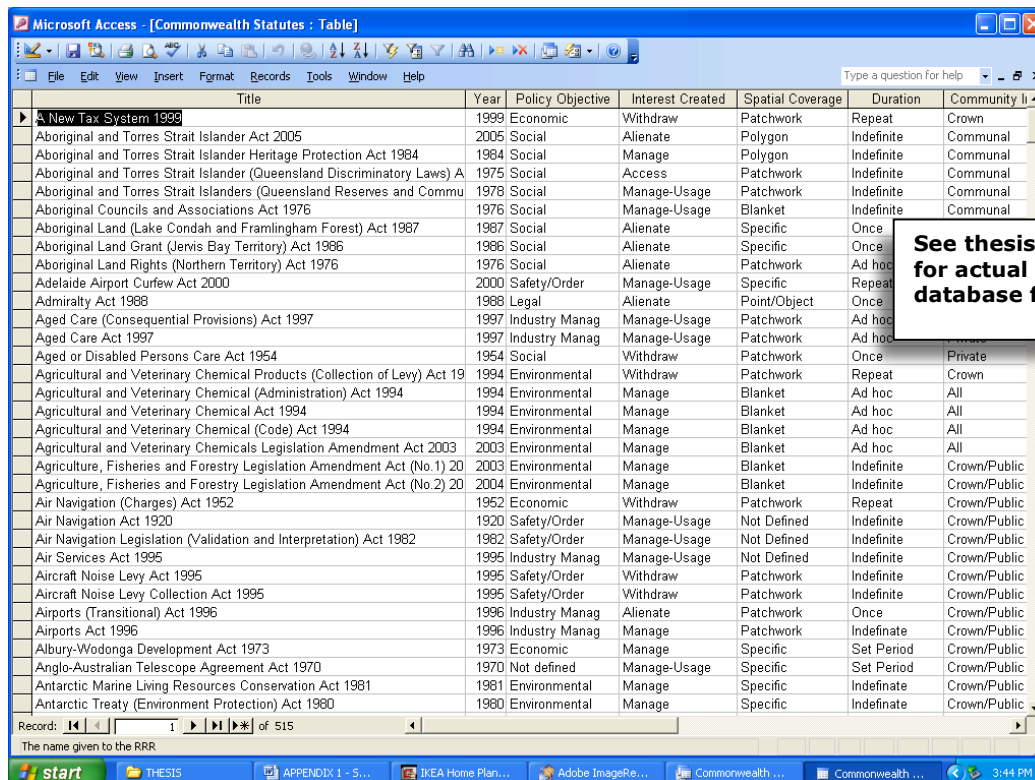 Microsoft Access - [Commonwealth Statutes : Table]
File Edit View Insert Format Records Tools Window Help Type a question for help
Title Year Policy Objective Interest Created Spatial Coverage Duration Community
A New Tax System 1999 1999 Economic Withdraw Patchwork Repeat Crown
Aboriginal and Torres Strait Islander Act 2005 2005 Social Alienate Polygon Indefinite Communal
Aboriginal and Torres Strait Islander Heritage Protection Act 1984 1984 Social Manage Polygon Indefinite Communal
Aboriginal and Torres Strait Islander (Queensland Discriminatory Laws) A 1975 Social Access Patchwork Indefinite Communal
Aboriginal and Torres Strait Islanders (Queensland Reserves and Commu 1978 Social Manage-Usage Patchwork Indefinite Communal
Aboriginal Councils and Associations Act 1976 1976 Social Manage-Usage Blanket Indefinite Communal
Aboriginal Land (Lake Condah and Framlingham Forest) Act 1987 1987 Social Alienate Specific Once
Aboriginal Land Grant (Jervis Bay Territory) Act 1986 1986 Social Alienate Specific Once
Aboriginal Land Rights (Northern Territory) Act 1976 1976 Social Alienate Patchwork Ad hoc
Adelaide Airport Curfew Act 2000 2000 Safety/Order Manage-Usage Specific Repeat
Admiralty Act 1988 1988 Legal Alienate Point/Object Once
Aged Care (Consequential Provisions) Act 1997 1997 Industry Manag Manage-Usage Patchwork Ad hoc
Aged Care Act 1997 1997 Industry Manag Manage-Usage Patchwork Ad hoc
See thesis
for actual
database f
Aged or Disabled Persons Care Act 1954 1954 Social Withdraw Patchwork Once Private
Agricultural and Veterinary Chemical Products (Collection of Levy) Act 19 1994 Environmental Withdraw Patchwork Repeat Crown
Agricultural and Veterinary Chemical (Administration) Act 1994 1994 Environmental Manage Blanket Ad hoc All
Agricultural and Veterinary Chemical Act 1994 1994 Environmental Manage Blanket Ad hoc All
Agricultural and Veterinary Chemical (Code) Act 1994 1994 Environmental Manage Blanket Ad hoc All
Agricultural and Veterinary Chemicals Legislation Amendment Act 2003 2003 Environmental Manage Blanket Ad hoc All
Agriculture, Fisheries and Forestry Legislation Amendment Act (No.1) 20 2003 Environmental Manage Blanket Indefinite Crown/Public
Agriculture, Fisheries and Forestry Legislation Amendment Act (No.2) 20 2004 Environmental Manage Blanket Indefinite Crown/Public
Air Navigation (Charges) Act 1952 1952 Economic Withdraw Patchwork Repeat Crown/Public
Air Navigation Act 1920 1920 Safety/Order Manage-Usage Not Defined Indefinite Crown/Public
Air Navigation Legislation (Validation and Interpretation) Act 1982 1982 Safety/Order Manage-Usage Not Defined Indefinite Crown/Public
Air Services Act 1995 1995 Industry Manag Manage-Usage Not Defined Indefinite Crown/Public
Aircraft Noise Levy Act 1995 1995 Safety/Order Withdraw Patchwork Indefinite Crown/Public
Aircraft Noise Levy Collection Act 1995 1995 Safety/Order Withdraw Patchwork Indefinite Crown/Public
Airports (Transitional) Act 1996 1996 Industry Manag Alienate Patchwork Once Crown/Public
Airports Act 1996 1996 Industry Manag Manage Patchwork Indefinate Crown/Public
Albury-Wodonga Development Act 1973 1973 Economic Manage Specific Set Period Crown/Public
Anglo-Australian Telescope Agreement Act 1970 1970 Not defined Manage-Usage Specific Set Period Crown/Public
Antarctic Marine Living Resources Conservation Act 1981 1981 Environmental Manage Specific Indefinate Crown/Public
Antarctic Treaty (Environment Protection) Act 1980 1980 Environmental Manage Specific Indefinate Crown/Public
Record: 1 of 515
The name given to the RRR
start THESIS APPENDIX 1 - S... IKEA Home Plan... Adobe ImageRe... Commonwealth ... Commonwealth ... 3:44 PM